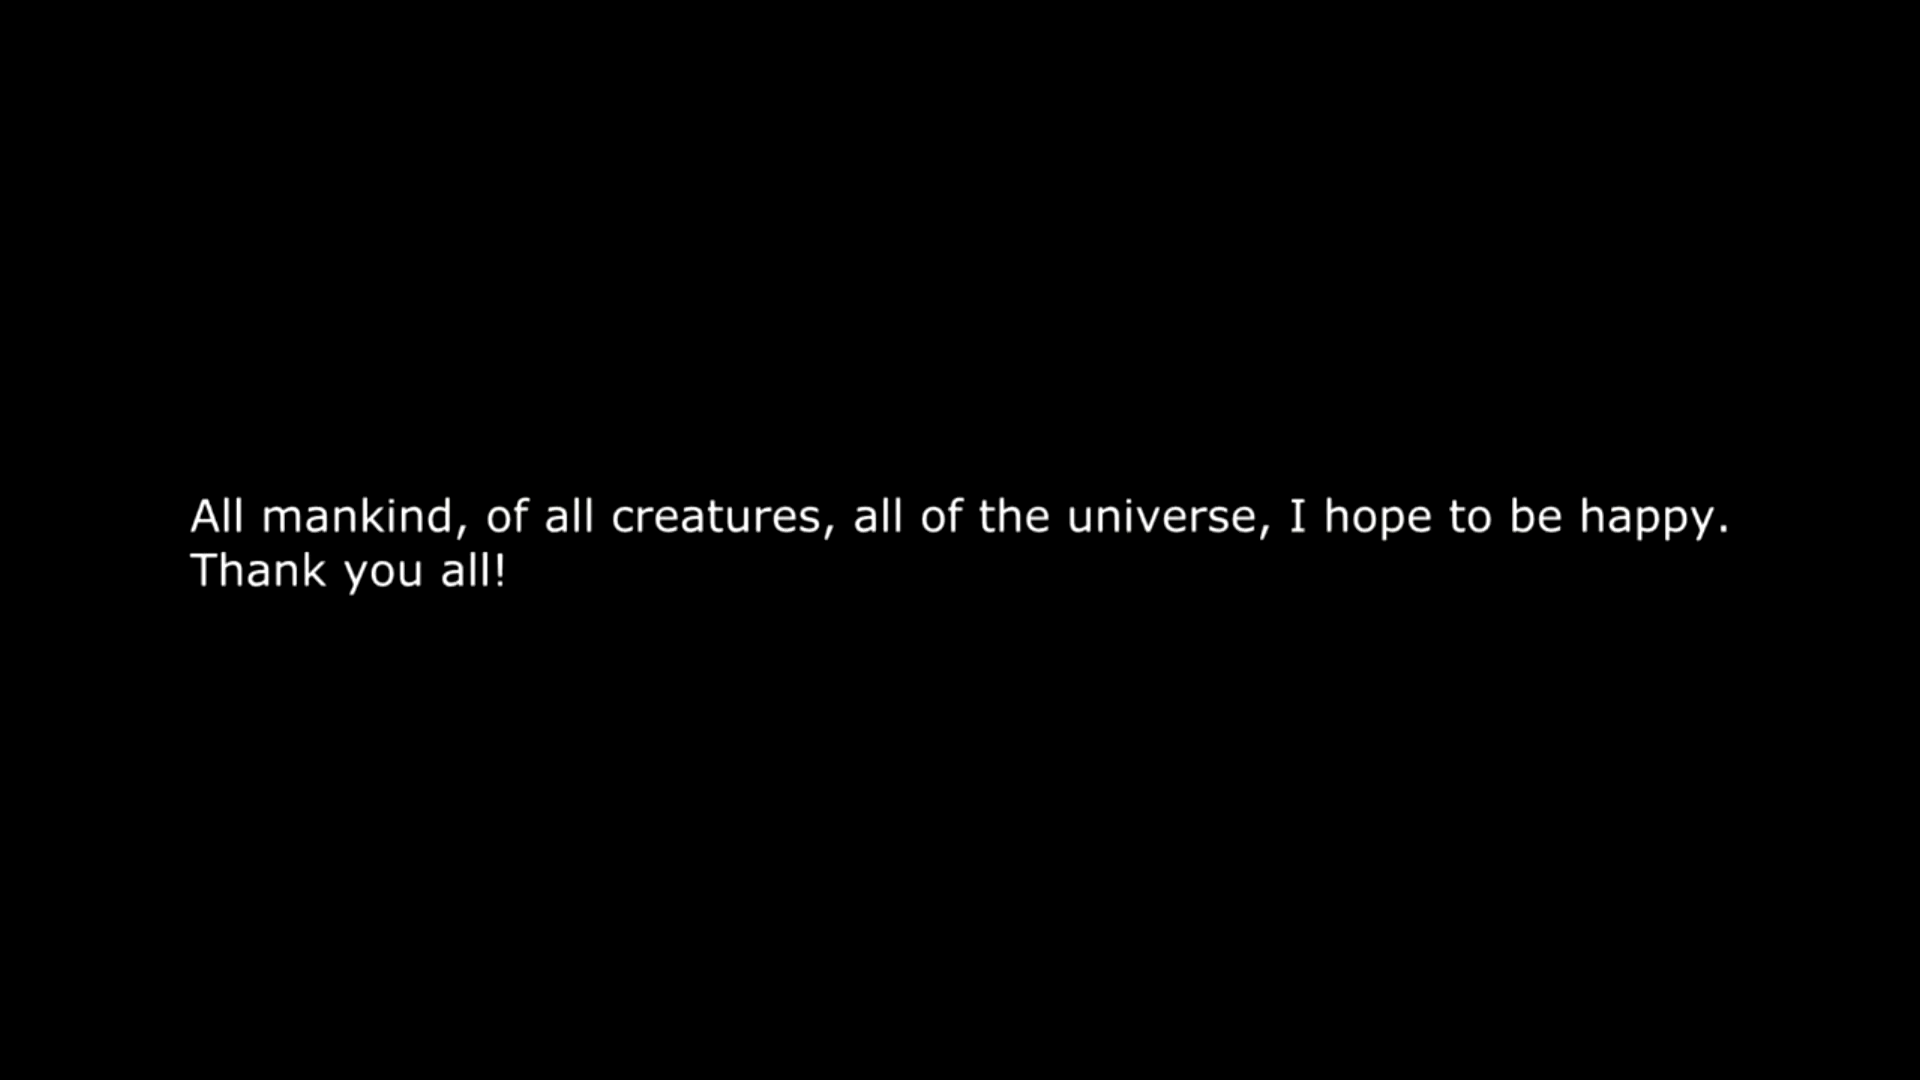 All mankind, of all creatures, all of the universe, I hope to be happy.
Thank you all!